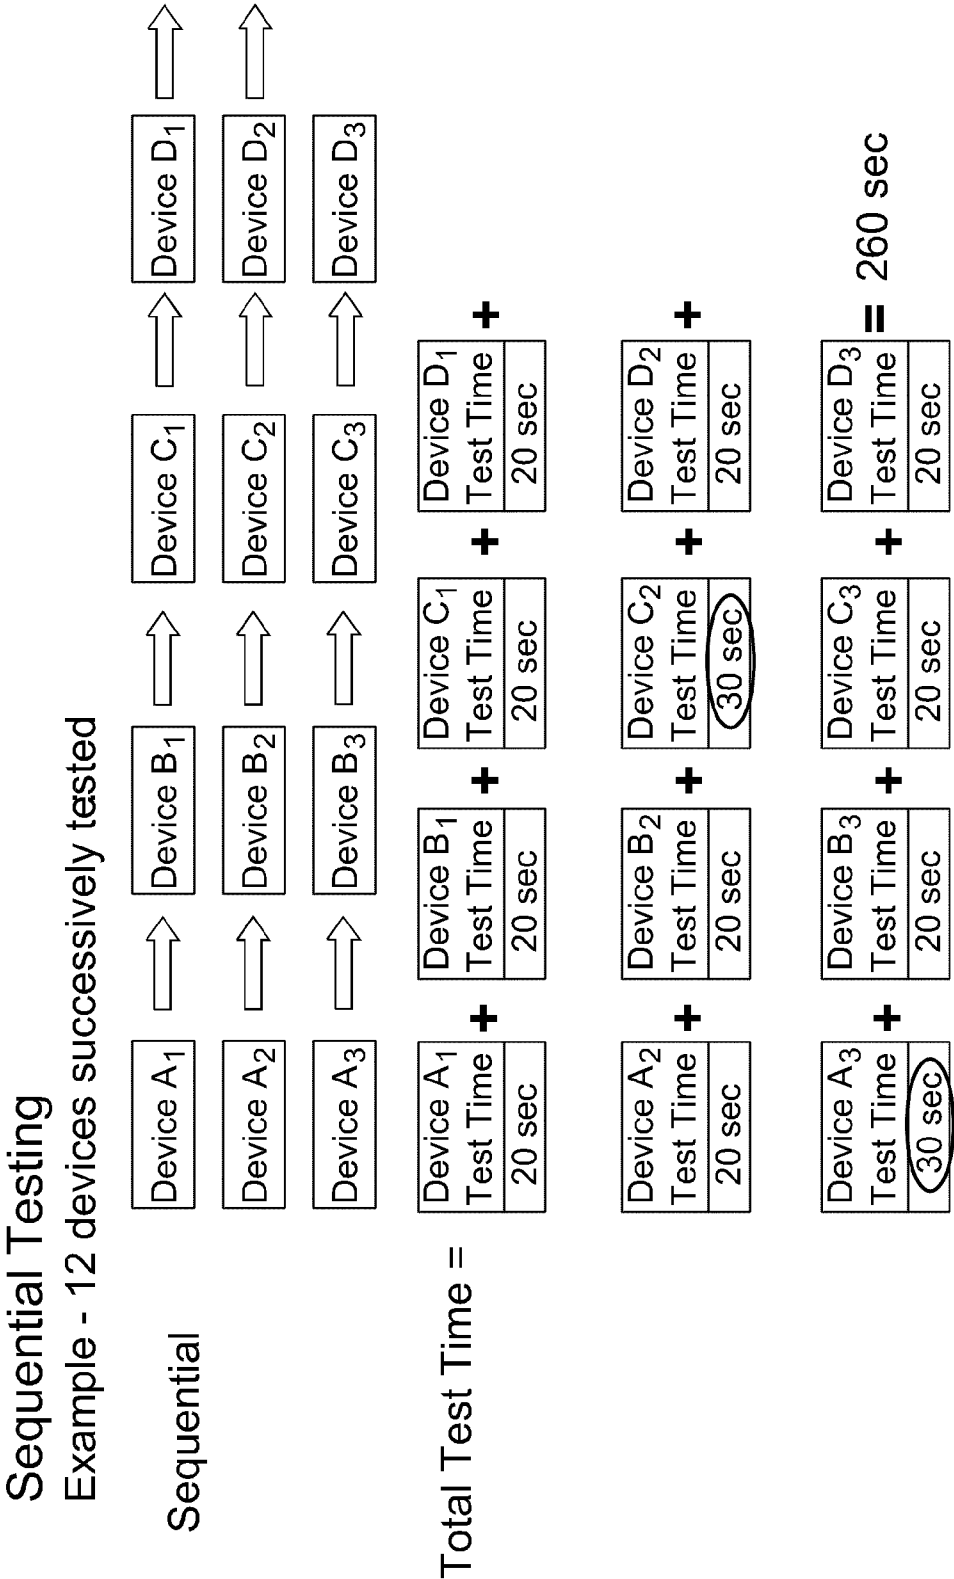 Sequential Testing
Example - 12 devices successively tested
Sequential
Device A1
Device B1
Device C1
Device D1
Device A2
Device B2
Device C2
Device D2
Device A3
Device B3
Device C3
Device D3
Total Test Time =
Device A1
Test Time
20 sec
+
Device B1
Test Time
20 sec
+
Device C1
Test Time
20 sec
+
Device D1
Test Time
20 sec
+
Device A2
Test Time
20 sec
+
Device B2
Test Time
20 sec
+
Device C2
Test Time
30 sec
+
Device D2
Test Time
20 sec
+
Device A3
Test Time
30 sec
+
Device B3
Test Time
20 sec
+
Device C3
Test Time
20 sec
+
Device D3
Test Time
20 sec
= 260 sec